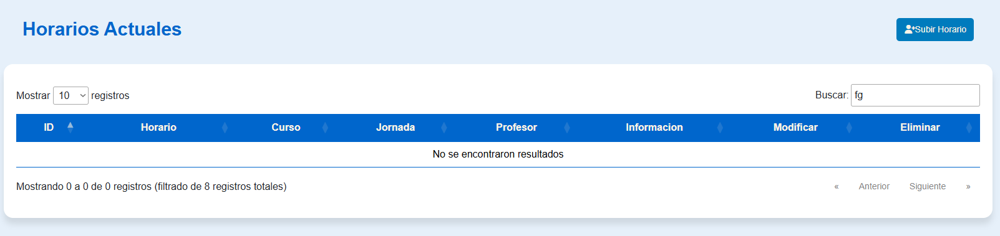 Horarios Actuales
Subir Horario
Mostrar 10 registros
Buscar: fg
ID Horario Curso Jornada Profesor Informacion Modificar Eliminar
No se encontraron resultados
Mostrando 0 a 0 de 0 registros (filtrado de 8 registros totales)
« Anterior Siguiente »